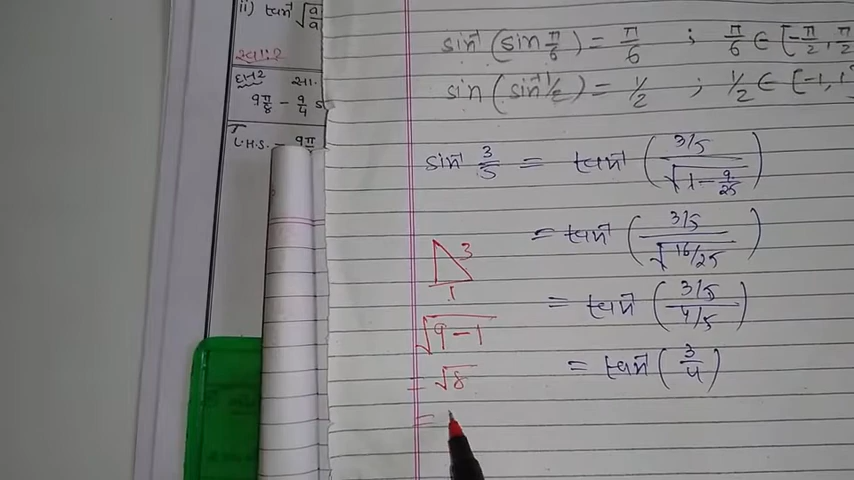 ii) tan⁻¹ √a/a
EX-2
9π/8 - 9/4 s
L.H.S. = 9π/
sin⁻¹ (sin π/6) = π/6 ; π/6 ∈ [-π/2, π/2
sin (sin⁻¹ 1/2) = 1/2 ; 1/2 ∈ [-1, 1]
sin⁻¹ 3/5 = tan⁻¹ ( 3/5 / √1 - 9/25 )
= tan⁻¹ ( 3/5 / √16/25 )
= tan⁻¹ ( 3/5 / 4/5 )
= tan⁻¹ ( 3/4 )
3
1
√9-1
= √8
=